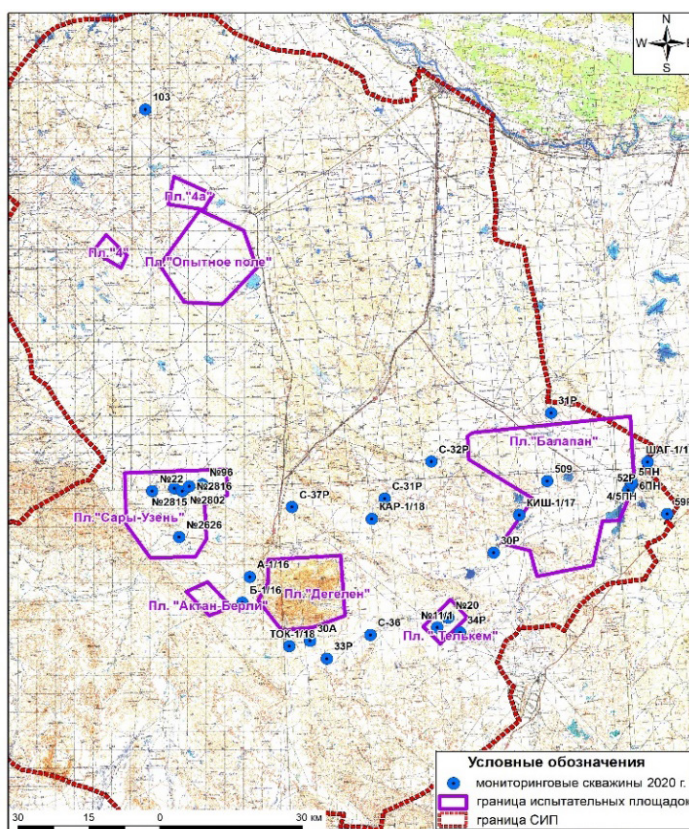 N
W E
S
103
Пл."4а"
Пл."4"
Пл."Опытное поле"
31Р
Пл."Балапан"
С-32Р
ШАГ-1/1
№96
№22
№2816
509
5ПН
52Р
6ПН
С-31Р
№2815
№2802
С-37Р
4/5ПН
КИШ-1/17
59Р
КАР-1/18
Пл."Сары-Узень"
№2626
30Р
А-1/16
Б-1/16
Пл."Дегелен"
Пл. "Актан-Берли"
№20
№11/1
34Р
С-36
ТОК-1/18
30А
Пл. "Телькем"
33Р
Условные обозначения
мониторинговые скважины 2020 г.
граница испытательных площадок
граница СИП
30 15 0 30 км